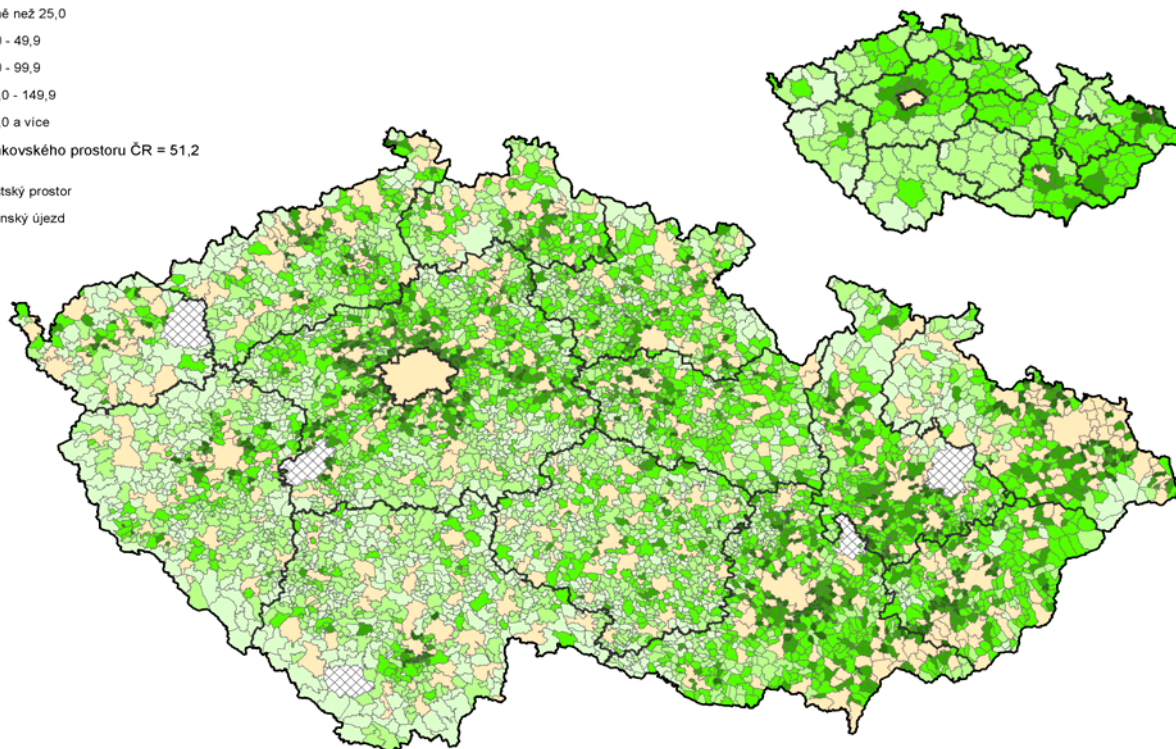 ně než 25,0
- 49,9
- 99,9
,0 - 149,9
,0 a více
kovského prostoru ČR = 51,2
tský prostor
nský újezd